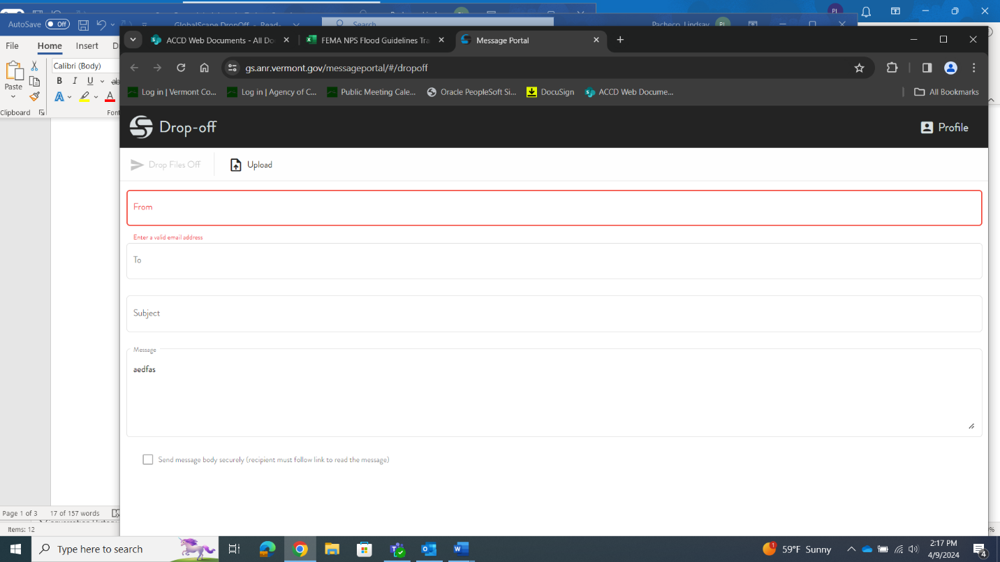 AutoSave Off GlobalScape DropOff - Read- Search Pacheco, Lindsay PL PL
File Home Insert D
ACCD Web Documents - All Do FEMA NPS Flood Guidelines Tra Message Portal
gs.anr.vermont.gov/messageportal/#/dropoff
Calibri (Body)
Paste B I U ab
A A
Clipboard Font
Log in | Vermont Co... Log in | Agency of C... Public Meeting Cale... Oracle PeopleSoft Si... DocuSign ACCD Web Docume... All Bookmarks
Drop-off Profile
Drop Files Off Upload
From
Enter a valid email address
To
Subject
Message
aedfas
Send message body securely (recipient must follow link to read the message)
Page 1 of 3 17 of 157 words
Items: 12
Type here to search 59°F Sunny 2:17 PM
4/9/2024 4